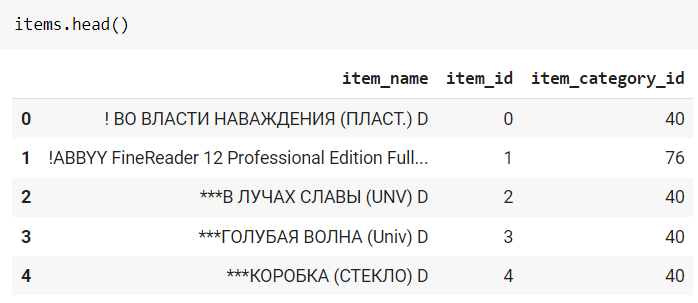 items.head()
item_name item_id item_category_id
0 ! ВО ВЛАСТИ НАВАЖДЕНИЯ (ПЛАСТ.) D 0 40
1 !ABBYY FineReader 12 Professional Edition Full... 1 76
2 ***В ЛУЧАХ СЛАВЫ (UNV) D 2 40
3 ***ГОЛУБАЯ ВОЛНА (Univ) D 3 40
4 ***КОРОБКА (СТЕКЛО) D 4 40